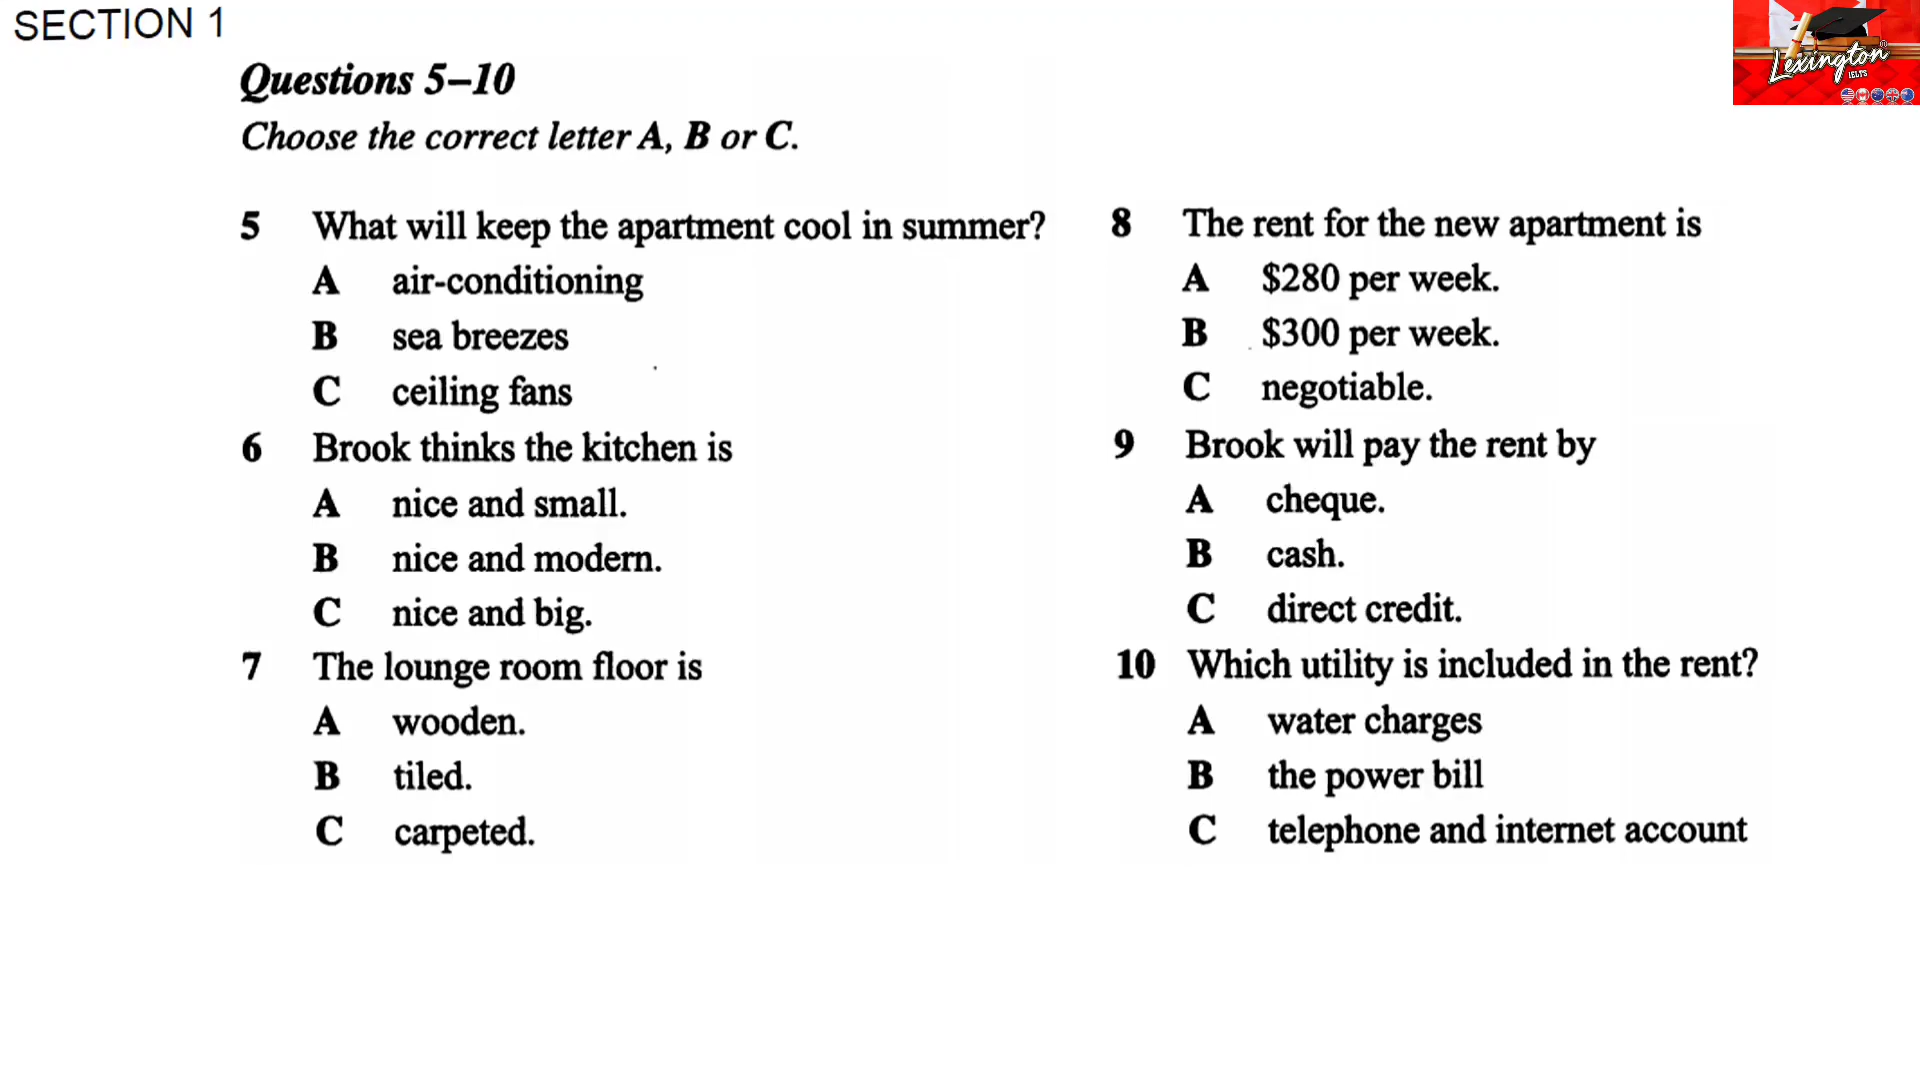 SECTION 1
Lexington®
IELTS
Questions 5–10
Choose the correct letter A, B or C.
5 What will keep the apartment cool in summer?
A air-conditioning
B sea breezes
C ceiling fans
6 Brook thinks the kitchen is
A nice and small.
B nice and modern.
C nice and big.
7 The lounge room floor is
A wooden.
B tiled.
C carpeted.
8 The rent for the new apartment is
A $280 per week.
B $300 per week.
C negotiable.
9 Brook will pay the rent by
A cheque.
B cash.
C direct credit.
10 Which utility is included in the rent?
A water charges
B the power bill
C telephone and internet account